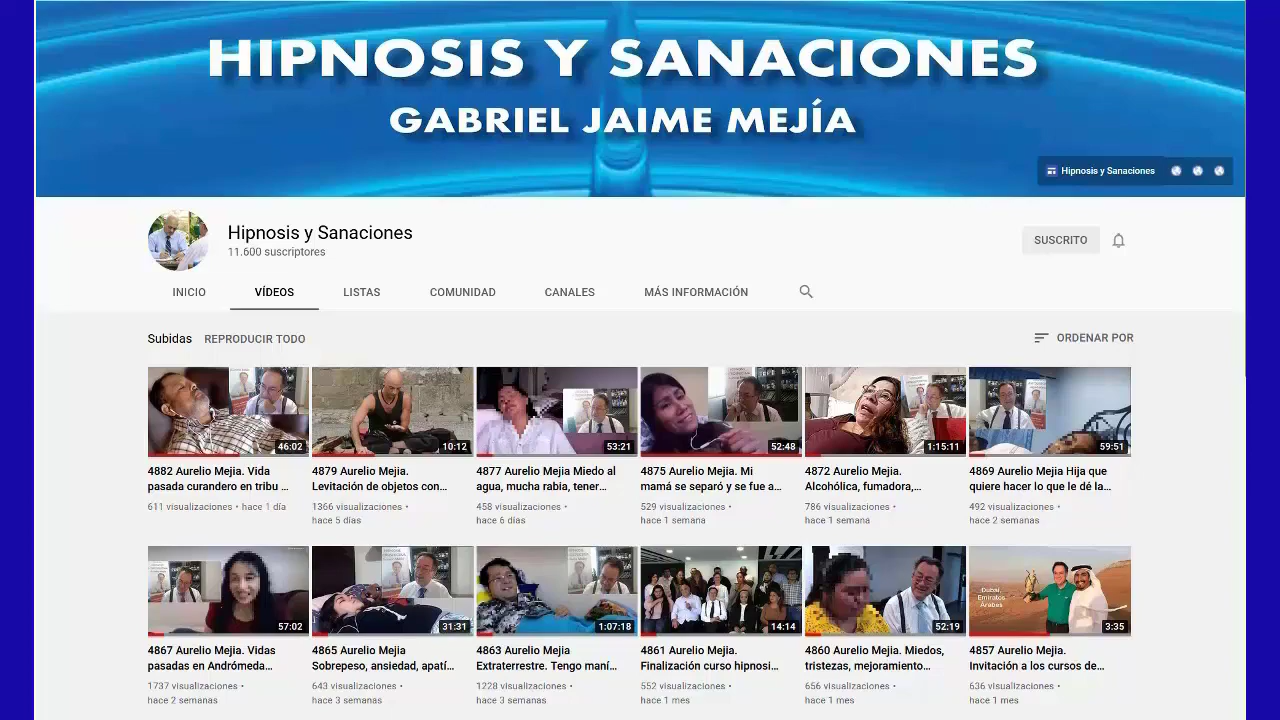 HIPNOSIS Y SANACIONES
GABRIEL JAIME MEJÍA
Hipnosis y Sanaciones
Hipnosis y Sanaciones
11.600 suscriptores
SUSCRITO
INICIO VÍDEOS LISTAS COMUNIDAD CANALES MÁS INFORMACIÓN
Subidas REPRODUCIR TODO ORDENAR POR
46:02
4882 Aurelio Mejia. Vida
pasada curandero en tribu ...
611 visualizaciones • hace 1 día
10:12
4879 Aurelio Mejia.
Levitación de objetos con...
1366 visualizaciones •
hace 5 días
53:21
4877 Aurelio Mejia Miedo al
agua, mucha rabia, tener...
458 visualizaciones •
hace 6 días
52:48
4875 Aurelio Mejia. Mi
mamá se separó y se fue a...
529 visualizaciones •
hace 1 semana
1:15:11
4872 Aurelio Mejia.
Alcohólica, fumadora,...
786 visualizaciones •
hace 1 semana
59:51
4869 Aurelio Mejia Hija que
quiere hacer lo que le dé la...
492 visualizaciones •
hace 2 semanas
57:02
4867 Aurelio Mejia. Vidas
pasadas en Andrómeda...
1737 visualizaciones •
hace 2 semanas
31:31
4865 Aurelio Mejia
Sobrepeso, ansiedad, apatí...
643 visualizaciones •
hace 3 semanas
1:07:18
4863 Aurelio Mejia
Extraterrestre. Tengo maní...
1228 visualizaciones •
hace 3 semanas
14:14
4861 Aurelio Mejia.
Finalización curso hipnosi...
552 visualizaciones •
hace 1 mes
52:19
4860 Aurelio Mejia. Miedos,
tristezas, mejoramiento...
656 visualizaciones •
hace 1 mes
Dubai,
Emiratos
Árabes
3:35
4857 Aurelio Mejia.
Invitación a los cursos de...
636 visualizaciones •
hace 1 mes